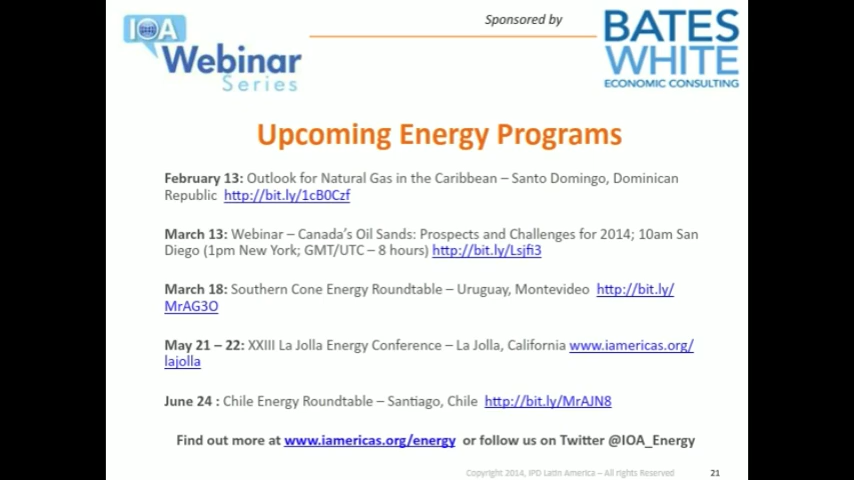 IOA
Webinar
Series
Sponsored by
BATES
WHITE
ECONOMIC CONSULTING
Upcoming Energy Programs
February 13: Outlook for Natural Gas in the Caribbean – Santo Domingo, Dominican
Republic http://bit.ly/1cB0Czf
March 13: Webinar – Canada's Oil Sands: Prospects and Challenges for 2014; 10am San
Diego (1pm New York; GMT/UTC – 8 hours) http://bit.ly/Lsjfi3
March 18: Southern Cone Energy Roundtable – Uruguay, Montevideo http://bit.ly/
MrAG3O
May 21 – 22: XXIII La Jolla Energy Conference – La Jolla, California www.iamericas.org/
lajolla
June 24 : Chile Energy Roundtable – Santiago, Chile http://bit.ly/MrAJN8
Find out more at www.iamericas.org/energy or follow us on Twitter @IOA_Energy
Copyright 2014, IPD Latin America – All rights Reserved
21